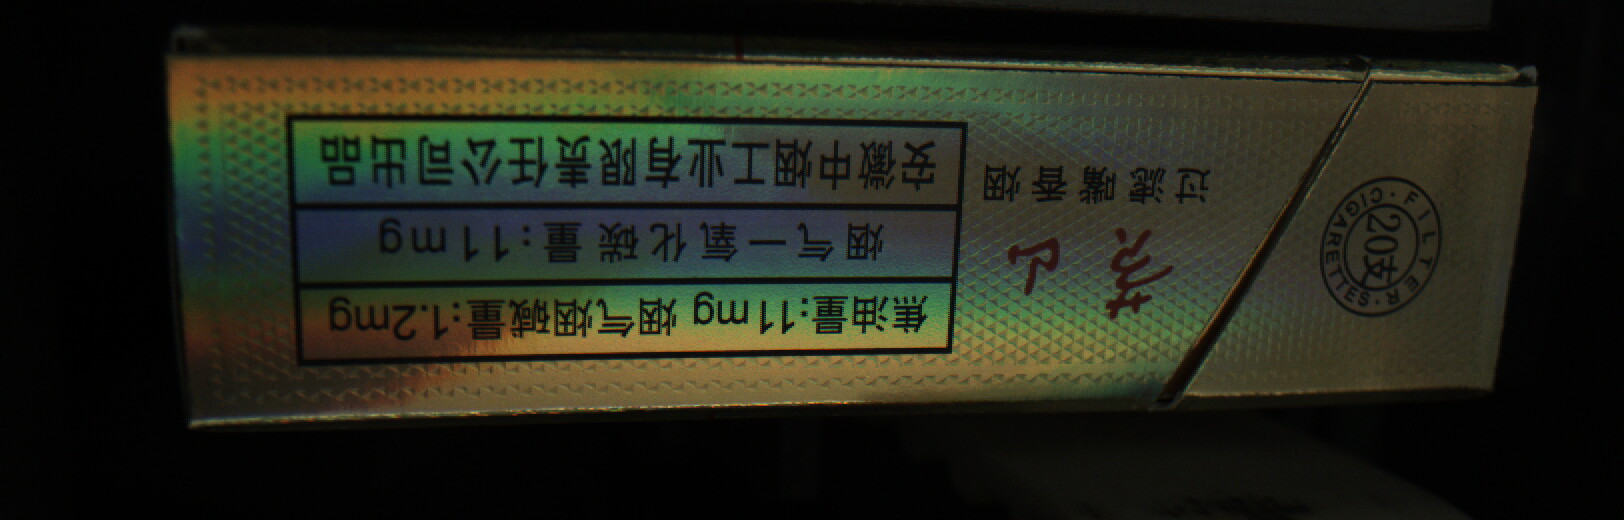 FILTER·CIGARETTES·
20支
黄山
过滤嘴香烟
焦油量:11mg 烟气烟碱量:1.2mg
烟气一氧化碳量:11mg
安徽中烟工业有限责任公司出品